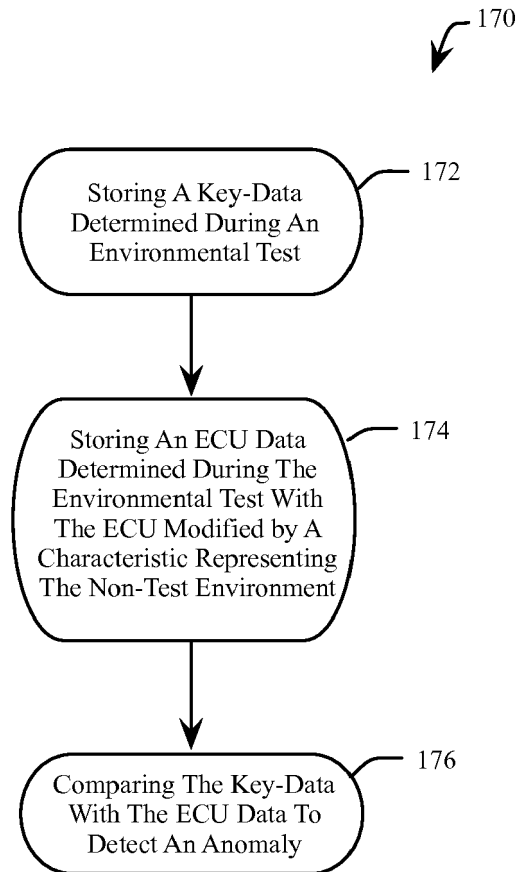 170
172
Storing A Key-Data
Determined During An
Environmental Test
174
Storing An ECU Data
Determined During The
Environmental Test With
The ECU Modified by A
Characteristic Representing
The Non-Test Environment
176
Comparing The Key-Data
With The ECU Data To
Detect An Anomaly